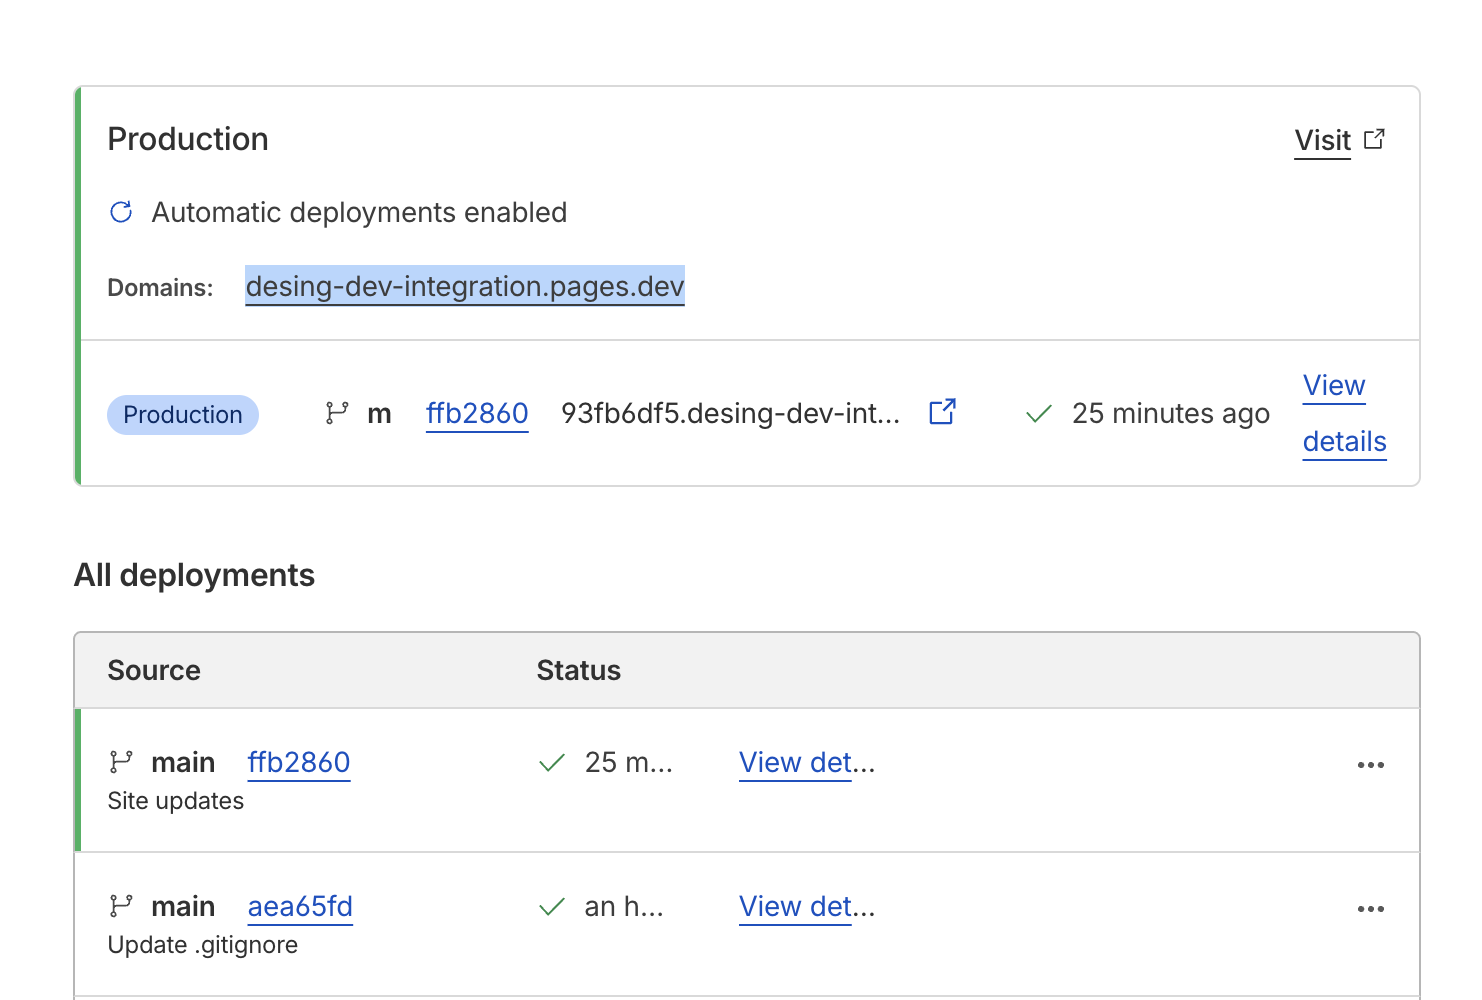 Production
Visit
Automatic deployments enabled
Domains: desing-dev-integration.pages.dev
Production m ffb2860 93fb6df5.desing-dev-int... 25 minutes ago View details
All deployments
Source Status
main ffb2860 25 m... View det...
Site updates
main aea65fd an h... View det...
Update .gitignore